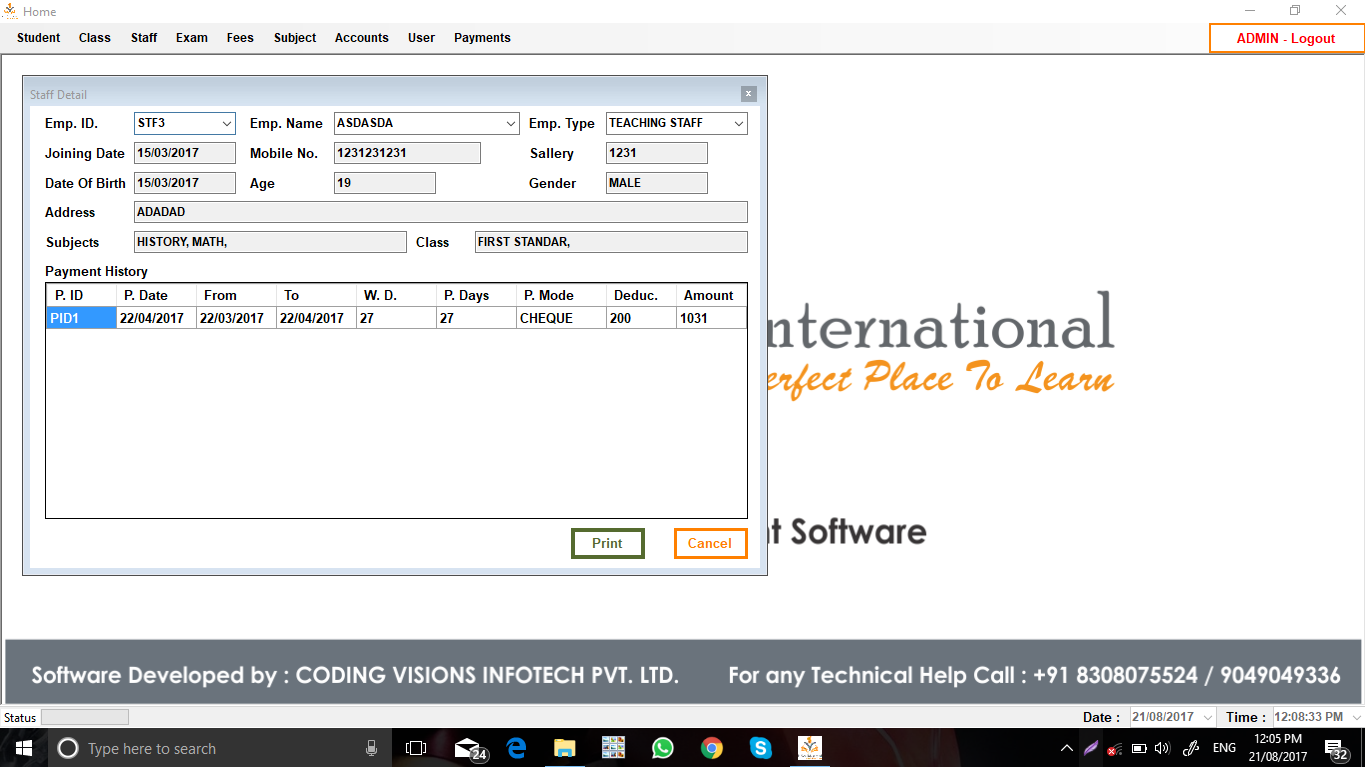 Home
Student Class Staff Exam Fees Subject Accounts User Payments ADMIN - Logout
Staff Detail
Emp. ID. STF3 Emp. Name ASDASDA Emp. Type TEACHING STAFF
Joining Date 15/03/2017 Mobile No. 1231231231 Sallery 1231
Date Of Birth 15/03/2017 Age 19 Gender MALE
Address ADADAD
Subjects HISTORY, MATH, Class FIRST STANDAR,
Payment History
P. ID P. Date From To W. D. P. Days P. Mode Deduc. Amount
PID1 22/04/2017 22/03/2017 22/04/2017 27 27 CHEQUE 200 1031
nternational
erfect Place To Learn
t Software
Print Cancel
Software Developed by : CODING VISIONS INFOTECH PVT. LTD. For any Technical Help Call : +91 8308075524 / 9049049336
Status Date : 21/08/2017 Time : 12:08:33 PM
Type here to search 24 ENG 12:05 PM
21/08/2017 32